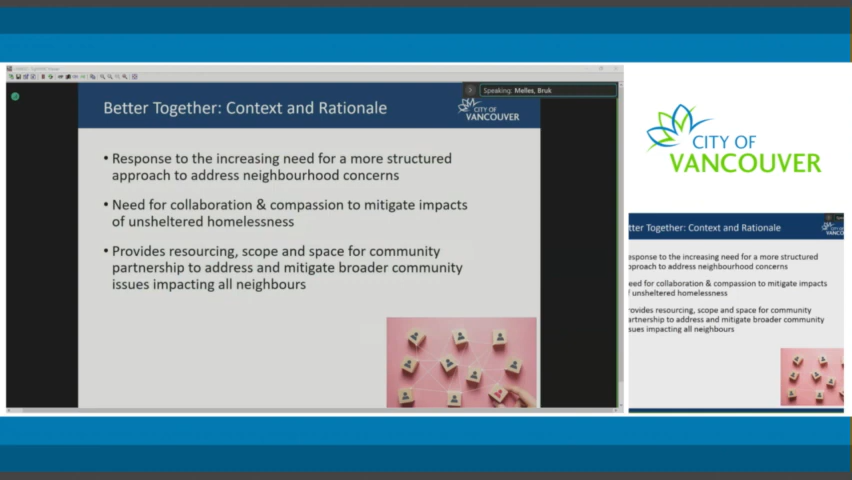 Speaking: Melles, Bruk
Better Together: Context and Rationale
CITY OF
VANCOUVER
• Response to the increasing need for a more structured
approach to address neighbourhood concerns
• Need for collaboration & compassion to mitigate impacts
of unsheltered homelessness
• Provides resourcing, scope and space for community
partnership to address and mitigate broader community
issues impacting all neighbours
CITY OF
VANCOUVER
tter Together: Context and Rationale
esponse to the increasing need for a more structured
pproach to address neighbourhood concerns
eed for collaboration & compassion to mitigate impacts
f unsheltered homelessness
rovides resourcing, scope and space for community
artnership to address and mitigate broader community
sues impacting all neighbours